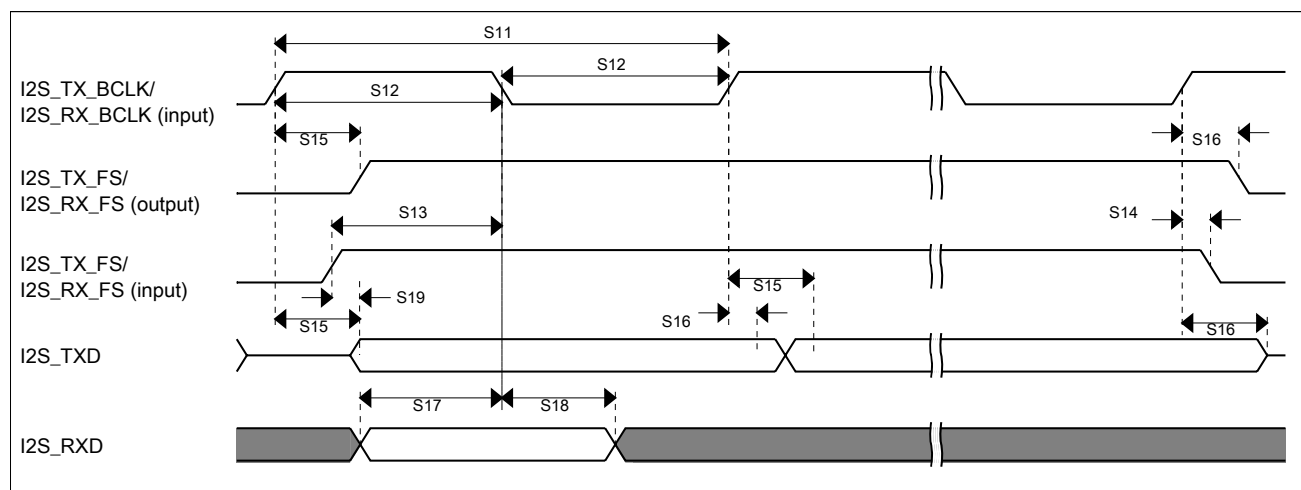 S11
S12
I2S_TX_BCLK/
I2S_RX_BCLK (input)
S12
S15
S16
I2S_TX_FS/
I2S_RX_FS (output)
S13
S14
I2S_TX_FS/
I2S_RX_FS (input)
S15
S19
S15
S16
S16
I2S_TXD
S17
S18
I2S_RXD